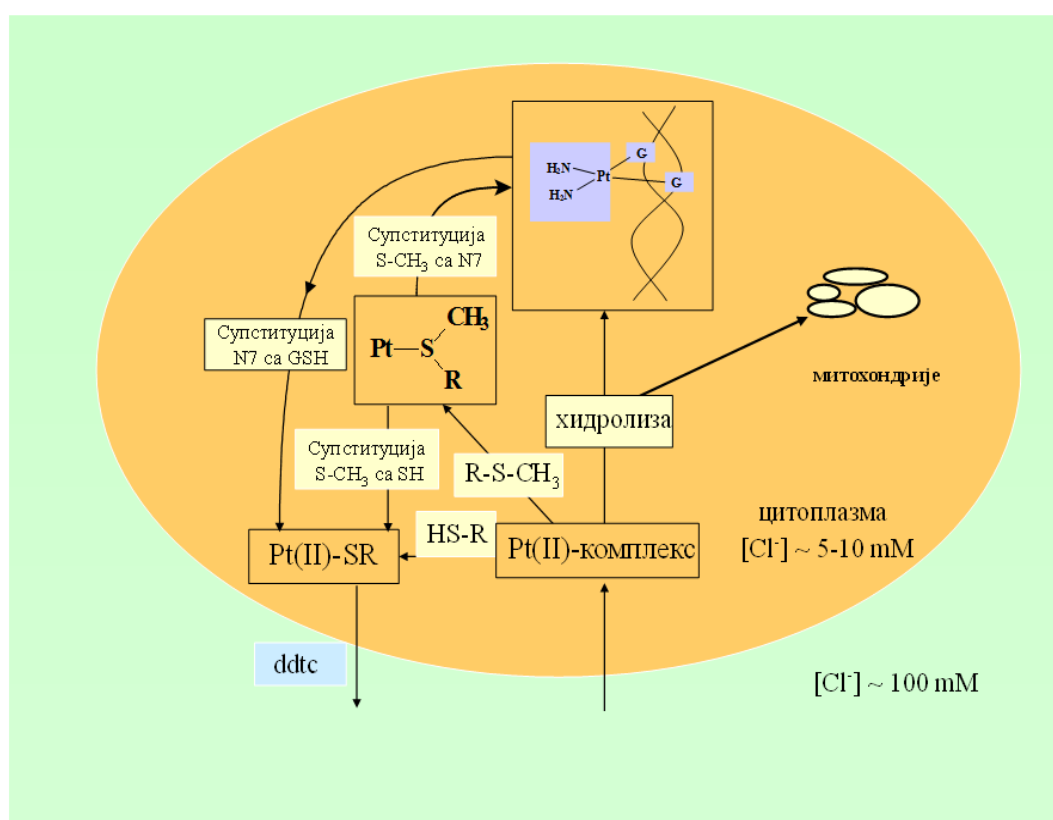 H₃N
Pt
G
H₃N
G
Супституција
S-CH₃ са N7
Супституција
N7 са GSH
CH₃
Pt—S
R
митохондрије
хидролиза
Супституција
S-CH₃ са SH
R-S-CH₃
HS-R
Pt(II)-SR
Pt(II)-комплекс
цитоплазма
[Cl⁻] ~ 5-10 mM
ddtc
[Cl⁻] ~ 100 mM